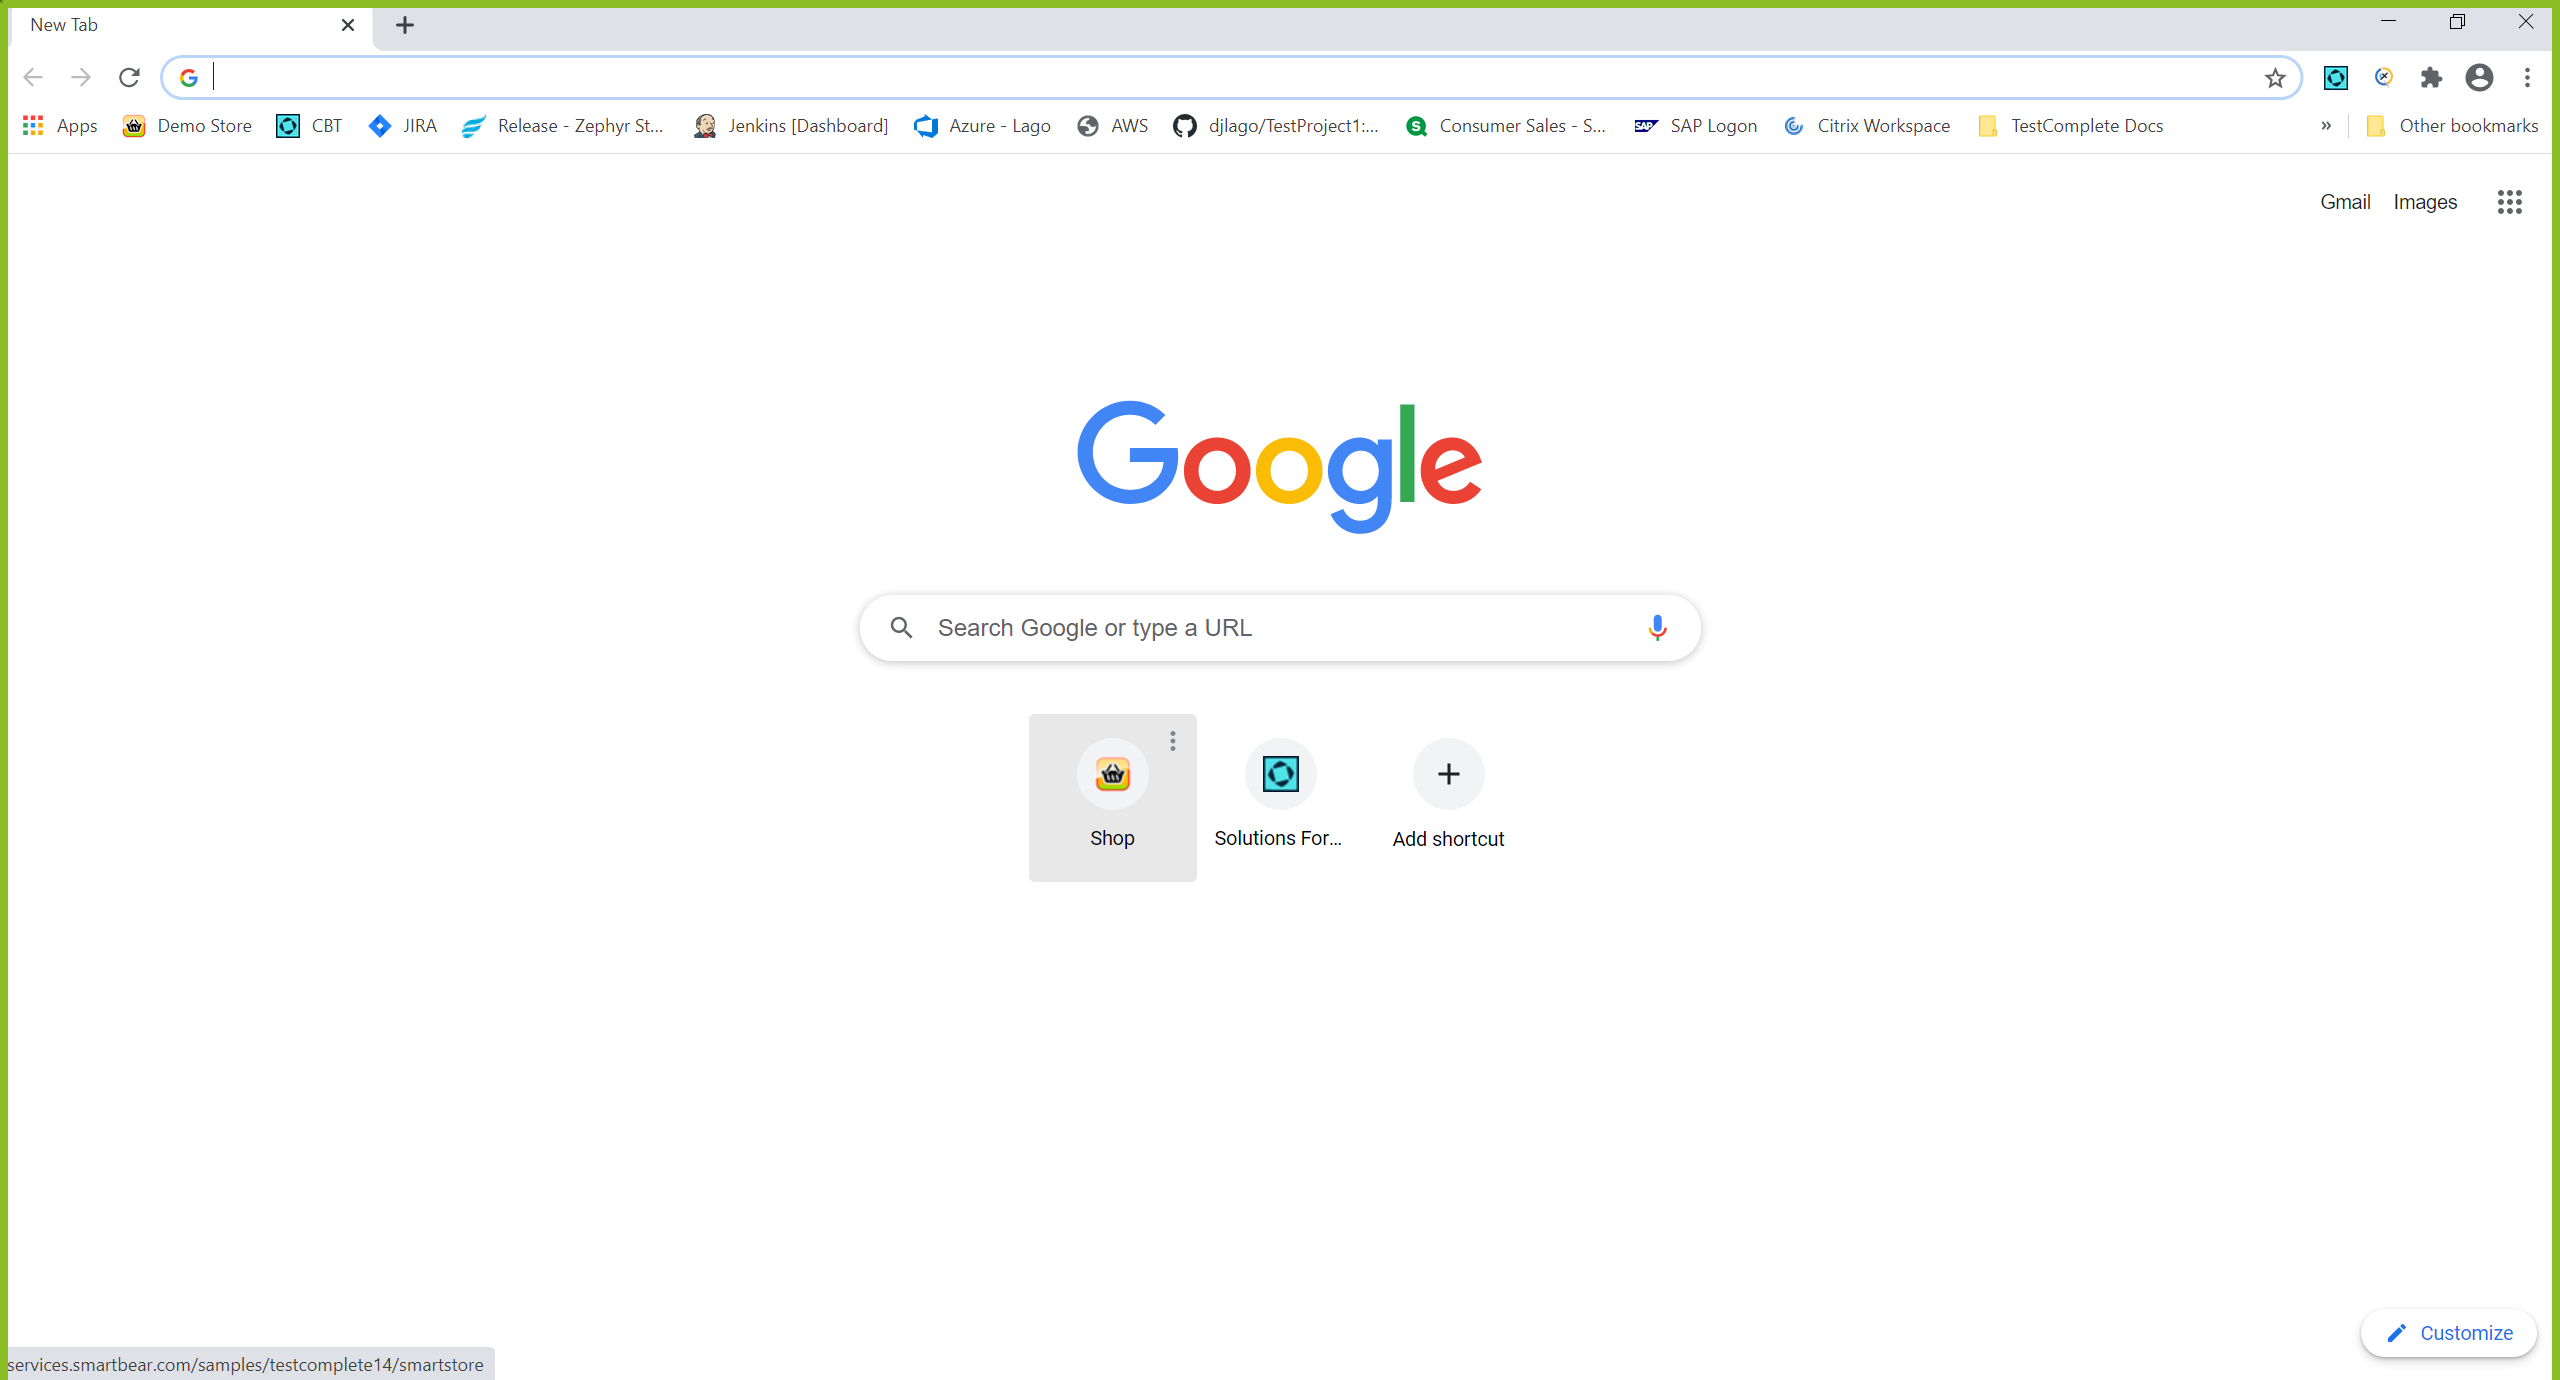 New Tab
Apps Demo Store CBT JIRA Release - Zephyr St... Jenkins [Dashboard] Azure - Lago AWS djlago/TestProject1:... Consumer Sales - S... SAP Logon Citrix Workspace TestComplete Docs » Other bookmarks
Gmail Images
Google
Search Google or type a URL
Shop Solutions For... Add shortcut
Customize
services.smartbear.com/samples/testcomplete14/smartstore